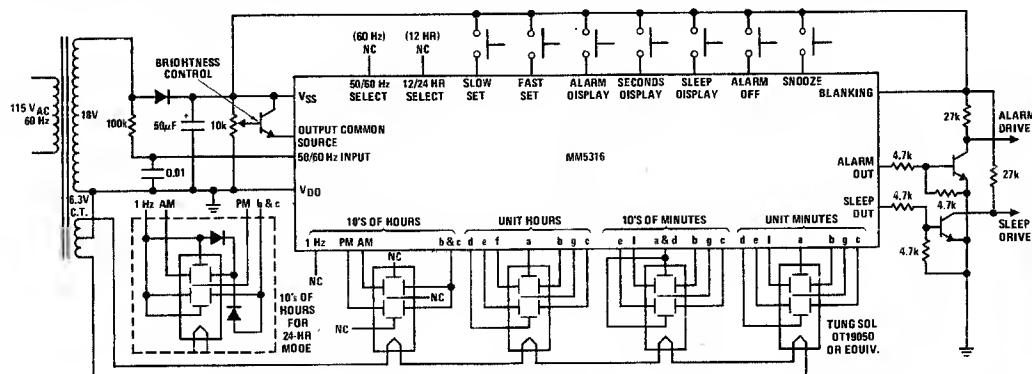 (60 Hz)
NC
(12 HR)
NC
BRIGHTNESS
CONTROL
50/60 Hz
SELECT
12/24 HR
SELECT
SLOW
SET
FAST
SET
ALARM
DISPLAY
SECONDS
DISPLAY
SLEEP
DISPLAY
ALARM
OFF
SNOOZE
115 VAC
60 Hz
18V
100k
50µF
+
10k
VSS
OUTPUT COMMON
SOURCE
50/60 Hz INPUT
MM5316
BLANKING
27k
ALARM
DRIVE
0.01
VDD
ALARM
OUT
4.7k
27k
SLEEP
OUT
4.7k
4.7k
SLEEP
DRIVE
4.7k
6.3V
C.T.
1 Hz AM PM b & c
10'S OF HOURS
UNIT HOURS
10'S OF MINUTES
UNIT MINUTES
1 Hz PM AM b & c d e f a b g c e f a & d b g c d e f a b g c
NC
NC
NC
NC
10's OF
HOURS
FOR
24-HR
MODE
TUNG SOL
DT1905D
OR EQUIV.